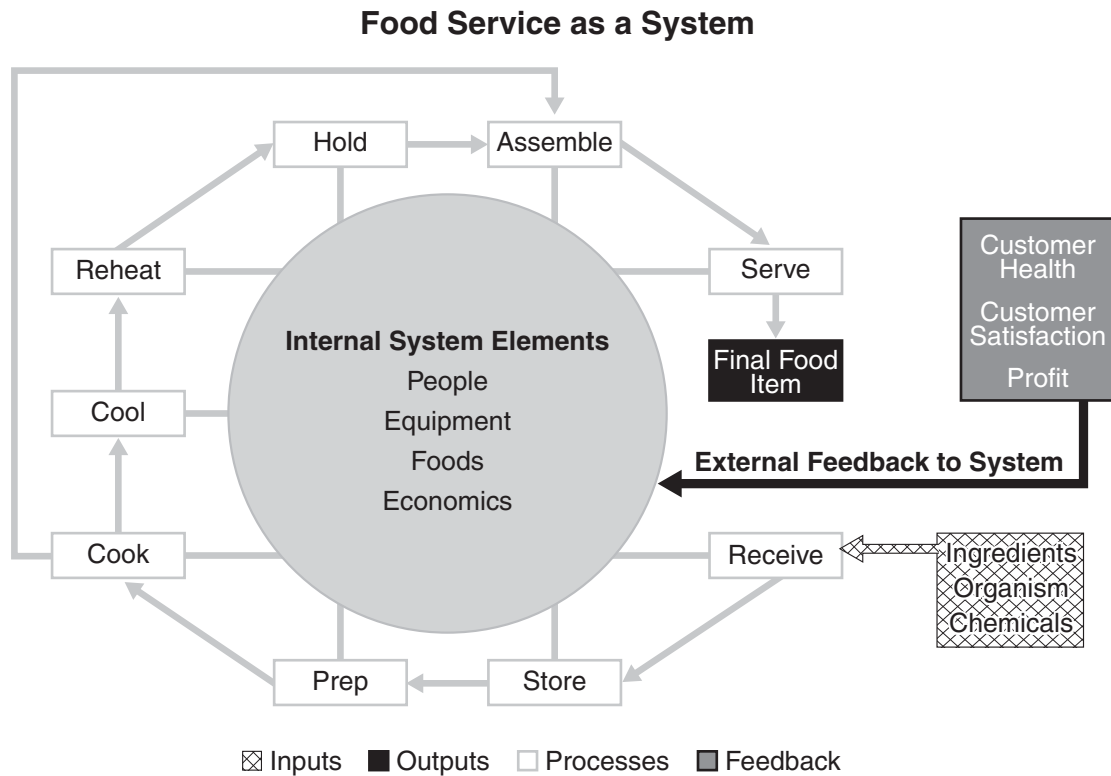 Food Service as a System
Hold
Assemble
Reheat
Serve
Customer
Health
Customer
Satisfaction
Profit
Internal System Elements
People
Equipment
Foods
Economics
Final Food
Item
Cool
External Feedback to System
Cook
Receive
Ingredients
Organism
Chemicals
Prep
Store
Inputs
Outputs
Processes
Feedback